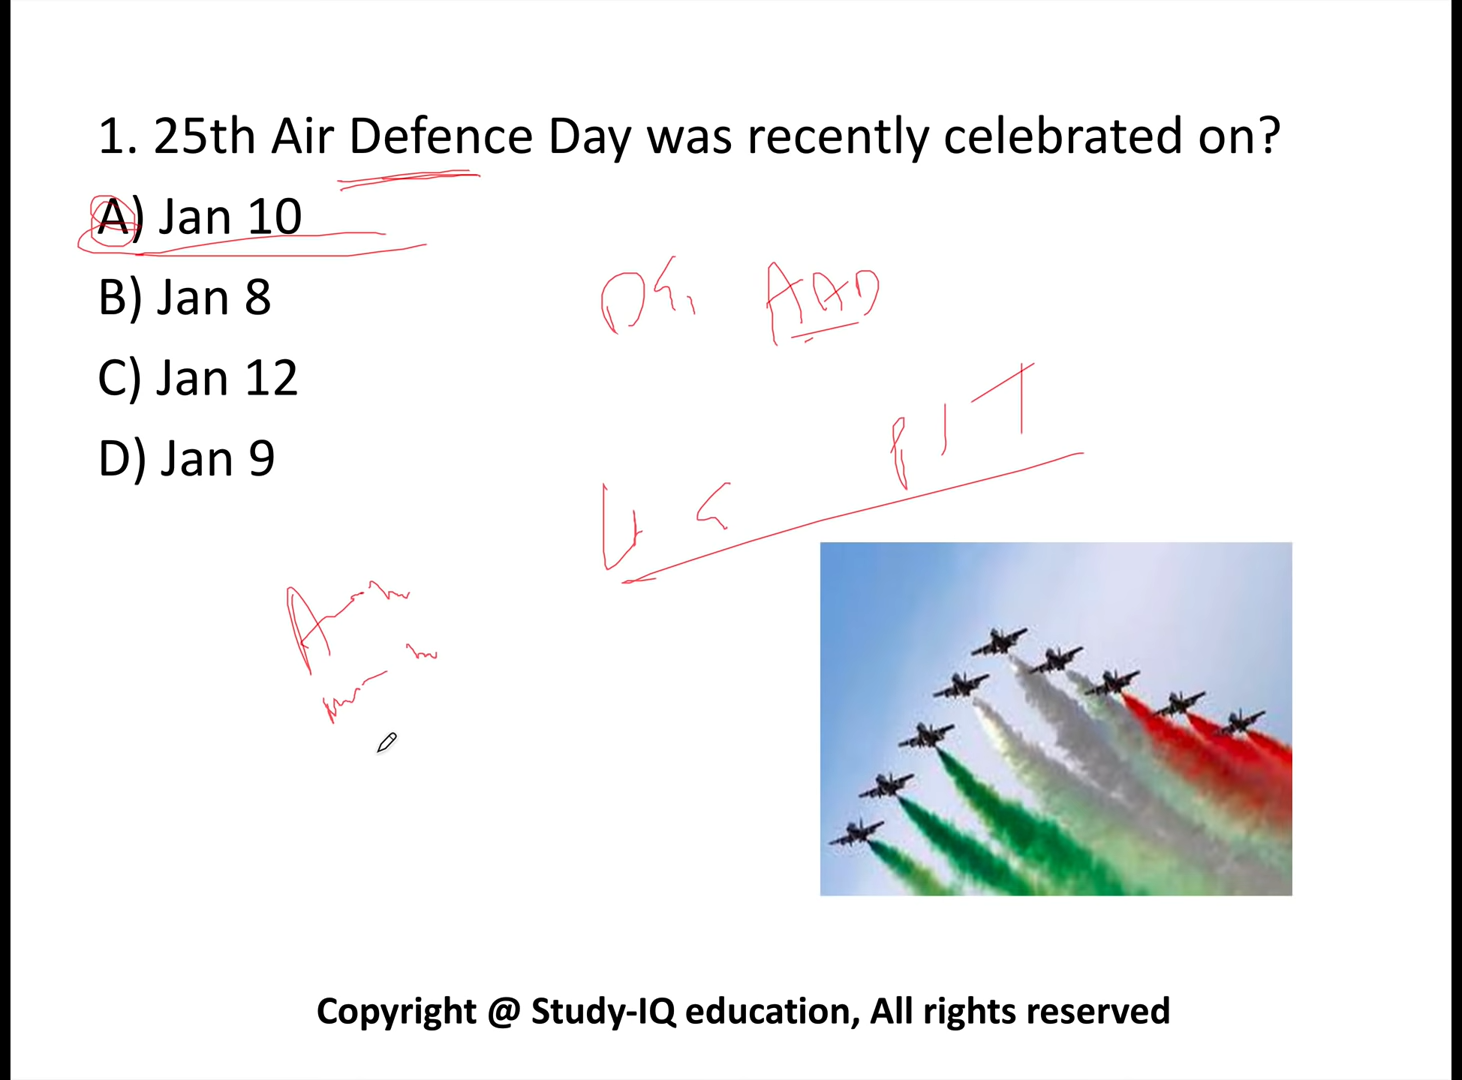 1. 25th Air Defence Day was recently celebrated on?
A) Jan 10
B) Jan 8
C) Jan 12
D) Jan 9
AAD
Copyright @ Study-IQ education, All rights reserved